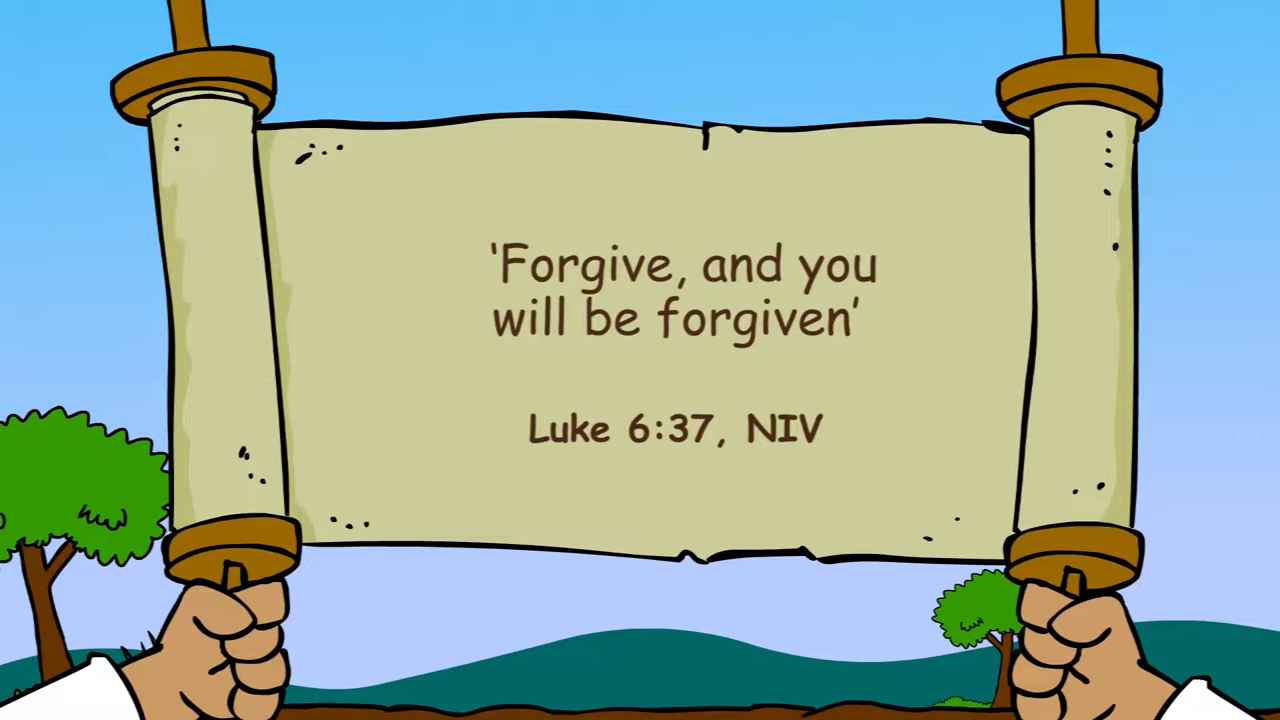 ‘Forgive, and you
will be forgiven’
Luke 6:37, NIV